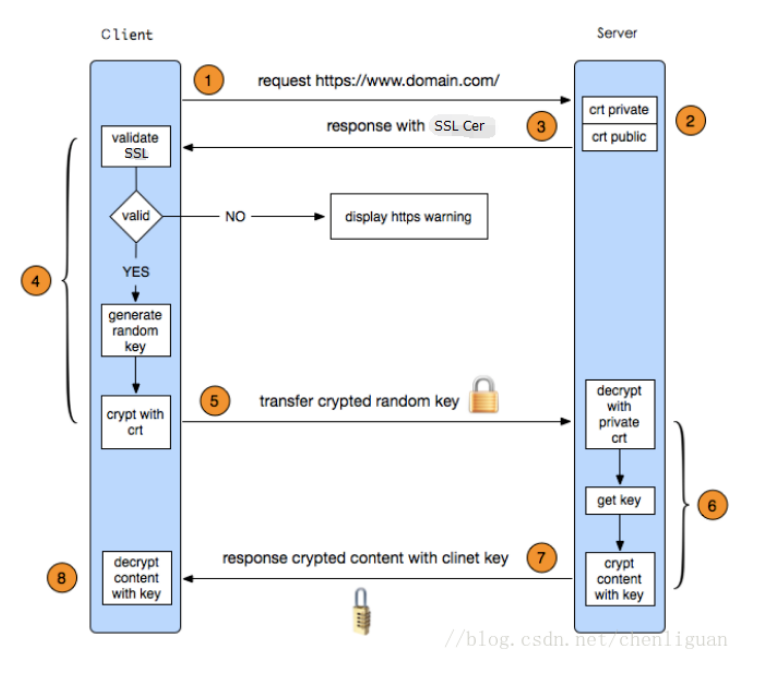 Client
Server
1
request https://www.domain.com/
crt private
crt public
2
response with SSL Cer
3
validate
SSL
valid
NO
display https warning
YES
4
generate
random
key
crypt with
crt
5
transfer crypted random key
decrypt
with
private
crt
get key
6
crypt
content
with key
response crypted content with clinet key
7
8
decrypt
content
with key
//blog.csdn.net/chenliguan